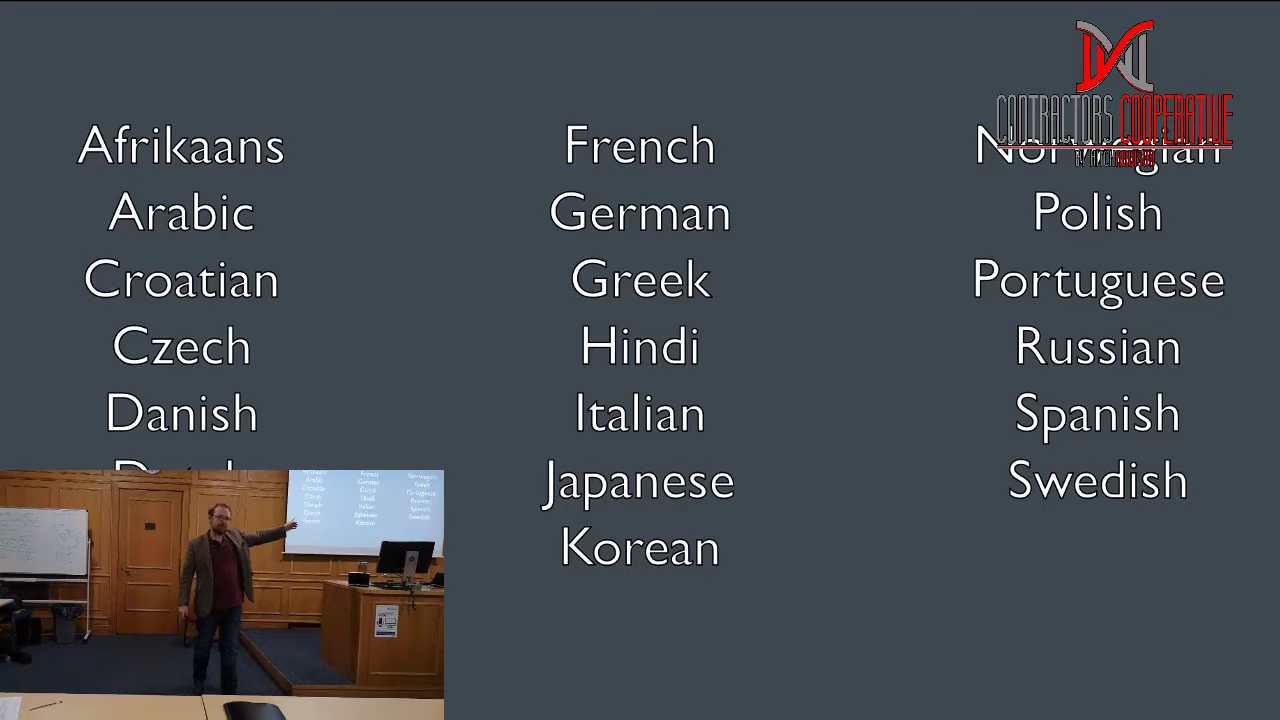 CONTRACTORS COOPERATIVE
Afrikaans
Arabic
Croatian
Czech
Danish
French
German
Greek
Hindi
Italian
Japanese
Korean
Norwegian
Polish
Portuguese
Russian
Spanish
Swedish